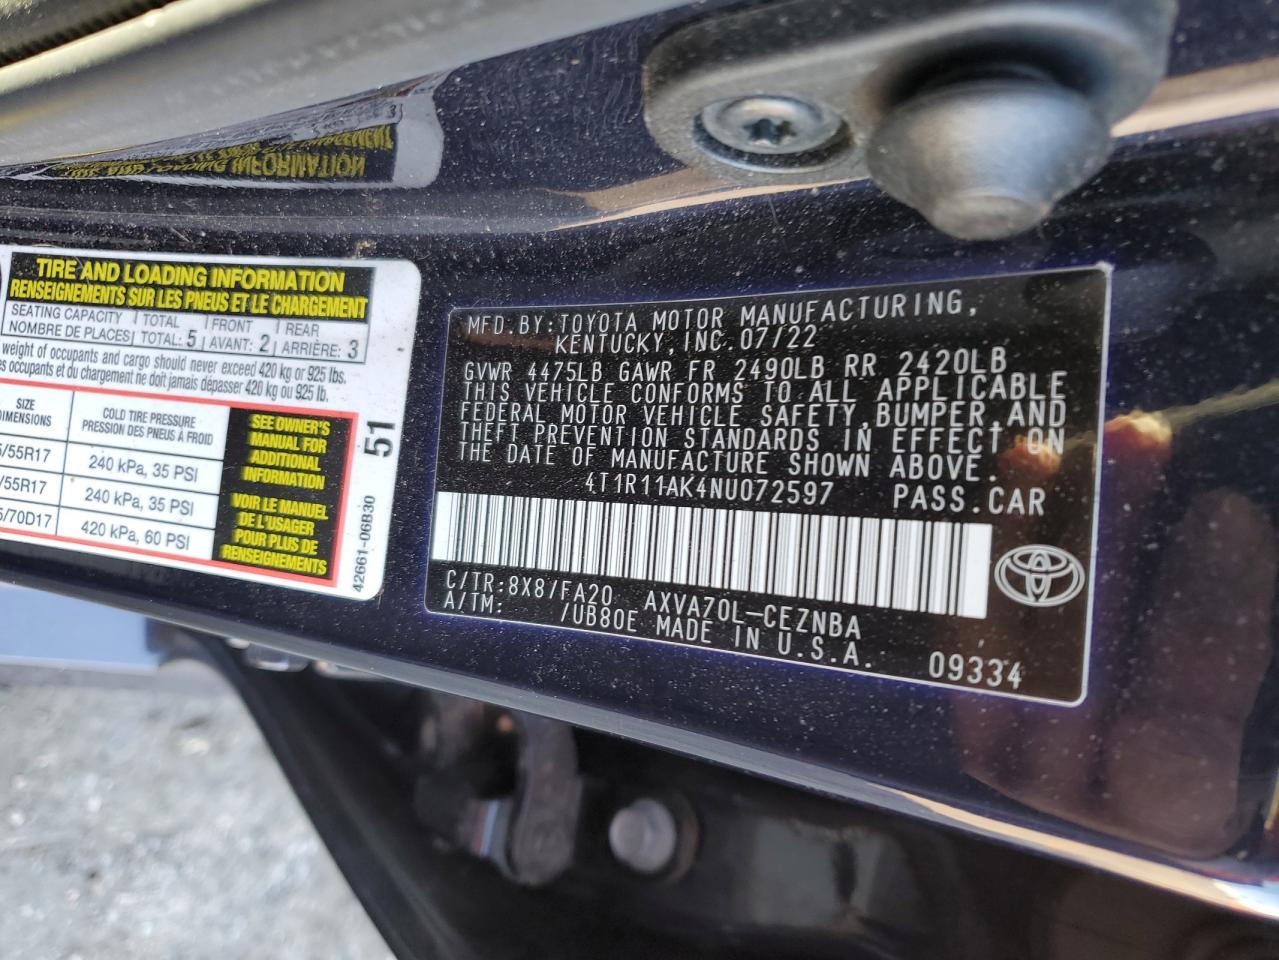 TIRE AND LOADING INFORMATION
RENSEIGNEMENTS SUR LES PNEUS ET LE CHARGEMENT
SEATING CAPACITY TOTAL FRONT REAR
NOMBRE DE PLACES TOTAL: 5 AVANT: 2 ARRIÈRE: 3
weight of occupants and cargo should never exceed 420 kg or 925 lbs.
occupants et du chargement ne doit jamais dépasser 420 kg ou 925 lb.
SIZE COLD TIRE PRESSURE
DIMENSIONS PRESSION DES PNEUS À FROID
/55R17 240 kPa, 35 PSI
/55R17 240 kPa, 35 PSI
/70D17 420 kPa, 60 PSI
SEE OWNER'S
MANUAL FOR
ADDITIONAL
INFORMATION
VOIR LE MANUEL
DE L'USAGER
POUR PLUS DE
RENSEIGNEMENTS
42661-06B30 51
MFD.BY:TOYOTA MOTOR MANUFACTURING,
KENTUCKY,INC.07/22
GVWR 4475LB GAWR FR 2490LB RR 2420LB
THIS VEHICLE CONFORMS TO ALL APPLICABLE
FEDERAL MOTOR VEHICLE SAFETY,BUMPER,AND
THEFT PREVENTION STANDARDS IN EFFECT ON
THE DATE OF MANUFACTURE SHOWN ABOVE.
4T1R11AK4NU072597 PASS.CAR
C/TR:8X8/FA20 AXVA70L-CEZNBA
A/TM: /UB80E MADE IN U.S.A. 09334